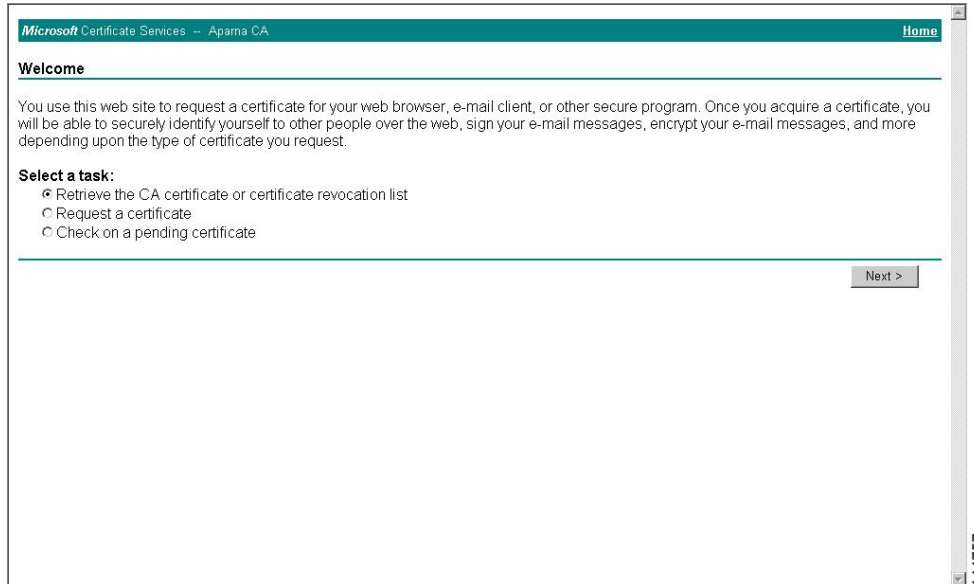 Microsoft Certificate Services -- Aparna CA Home
Welcome
You use this web site to request a certificate for your web browser, e-mail client, or other secure program. Once you acquire a certificate, you
will be able to securely identify yourself to other people over the web, sign your e-mail messages, encrypt your e-mail messages, and more
depending upon the type of certificate you request.
Select a task:
Retrieve the CA certificate or certificate revocation list
Request a certificate
Check on a pending certificate
Next >